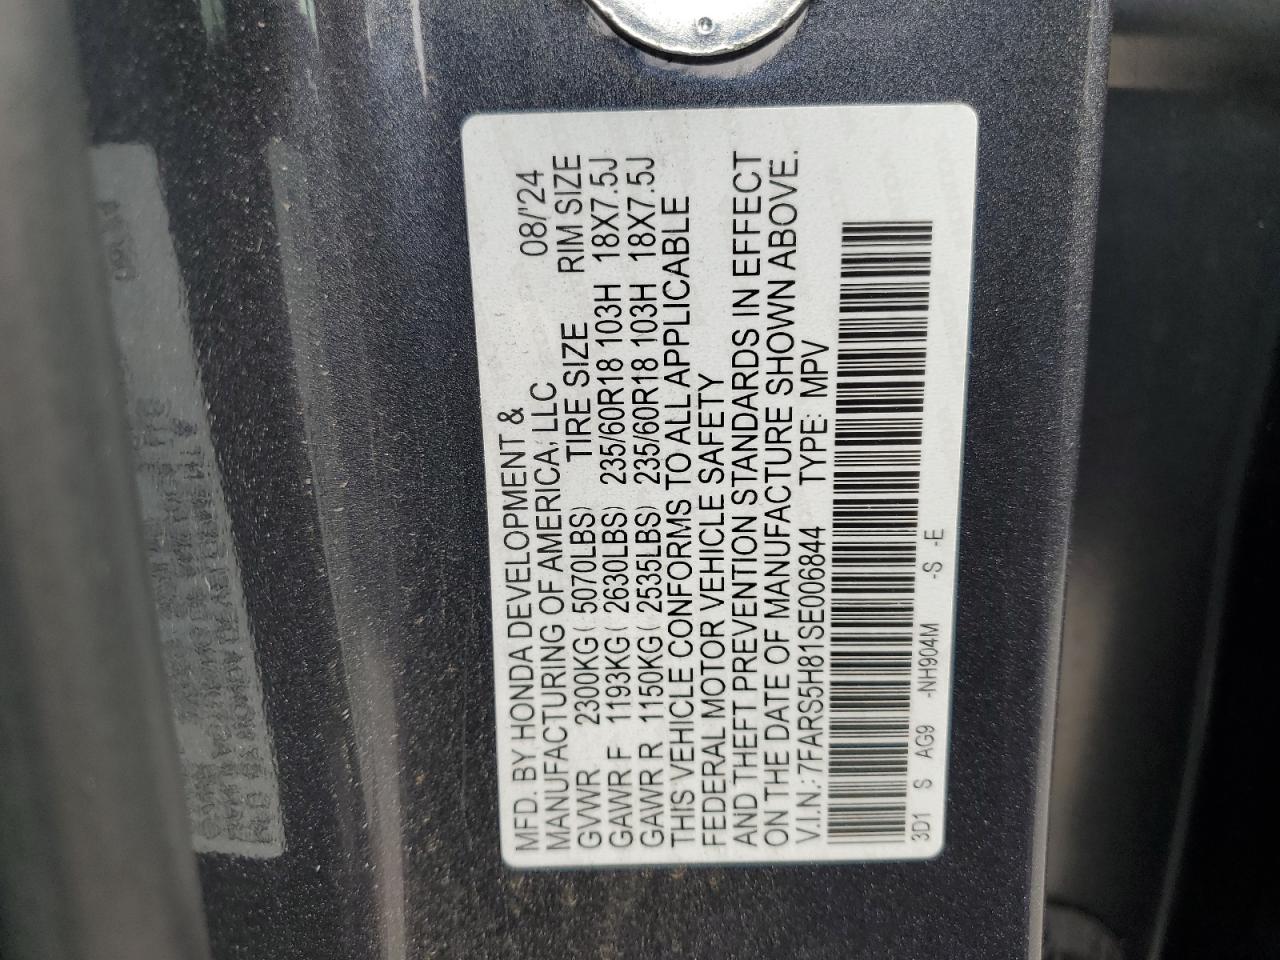 MFD. BY HONDA DEVELOPMENT &
MANUFACTURING OF AMERICA, LLC 08/'24
GVWR 2300KG ( 5070LBS) TIRE SIZE RIM SIZE
GAWR F 1193KG ( 2630LBS) 235/60R18 103H 18X7.5J
GAWR R 1150KG ( 2535LBS) 235/60R18 103H 18X7.5J
THIS VEHICLE CONFORMS TO ALL APPLICABLE
FEDERAL MOTOR VEHICLE SAFETY
AND THEFT PREVENTION STANDARDS IN EFFECT
ON THE DATE OF MANUFACTURE SHOWN ABOVE.
V.I.N.: 7FARS5H81SE006844 TYPE: MPV
3D1 S AG9 -NH904M -S -E